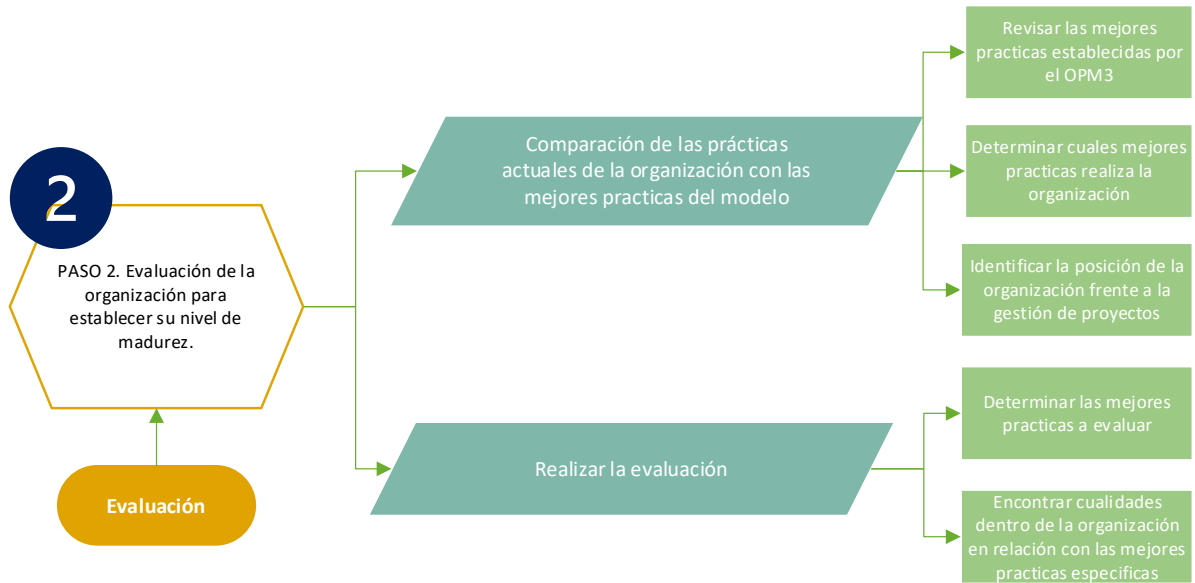 2
PASO 2. Evaluación de la
organización para
establecer su nivel de
madurez.
Evaluación
Comparación de las prácticas
actuales de la organización con las
mejores practicas del modelo
Realizar la evaluación
Revisar las mejores
practicas establecidas por
el OPM3
Determinar cuales mejores
practicas realiza la
organización
Identificar la posición de la
organización frente a la
gestión de proyectos
Determinar las mejores
practicas a evaluar
Encontrar cualidades
dentro de la organización
en relación con las mejores
practicas especificas